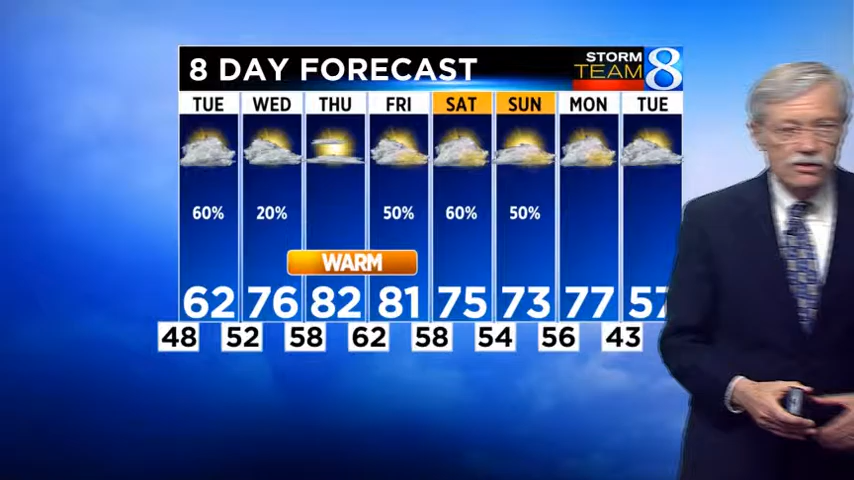 8 DAY FORECAST
STORM
TEAM 8
TUE WED THU FRI SAT SUN MON TUE
60% 20% 50% 60% 50%
WARM
62 76 82 81 75 73 77 57
48 52 58 62 58 54 56 43